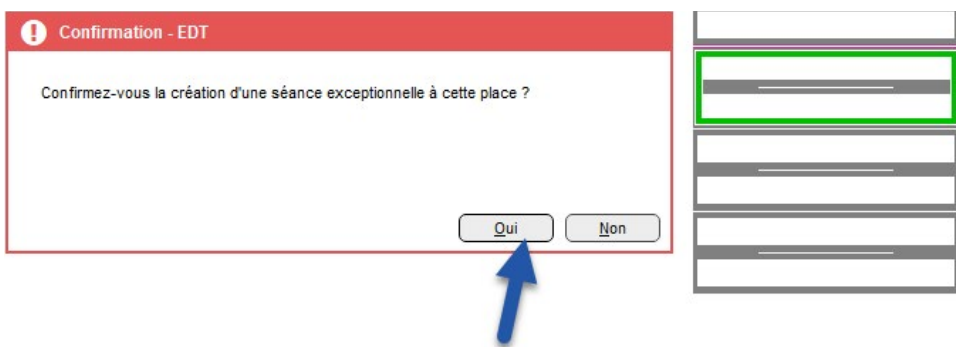 Confirmation - EDT
Confirmez-vous la création d'une séance exceptionnelle à cette place ?
Oui
Non